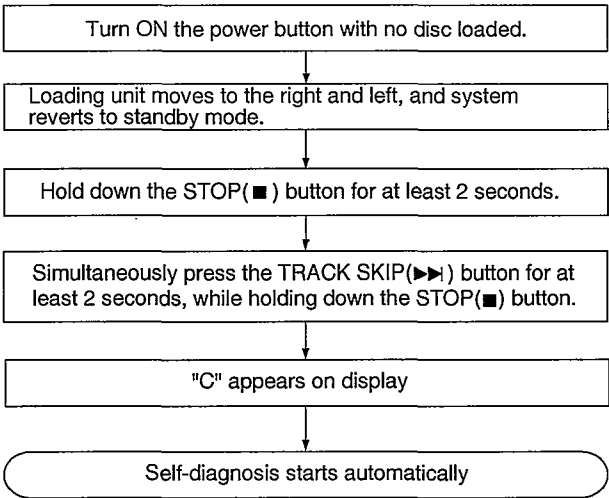 Turn ON the power button with no disc loaded.
Loading unit moves to the right and left, and system
reverts to standby mode.
Hold down the STOP(■) button for at least 2 seconds.
Simultaneously press the TRACK SKIP(▶▶|) button for at
least 2 seconds, while holding down the STOP(■) button.
"C" appears on display
Self-diagnosis starts automatically